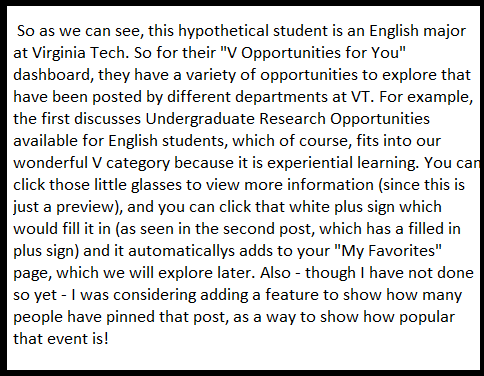 So as we can see, this hypothetical student is an English major
at Virginia Tech. So for their "V Opportunities for You"
dashboard, they have a variety of opportunities to explore that
have been posted by different departments at VT. For example,
the first discusses Undergraduate Research Opportunities
available for English students, which of course, fits into our
wonderful V category because it is experiential learning. You can
click those little glasses to view more information (since this is
just a preview), and you can click that white plus sign which
would fill it in (as seen in the second post, which has a filled in
plus sign) and it automaticallys adds to your "My Favorites"
page, which we will explore later. Also - though I have not done
so yet - I was considering adding a feature to show how many
people have pinned that post, as a way to show how popular
that event is!